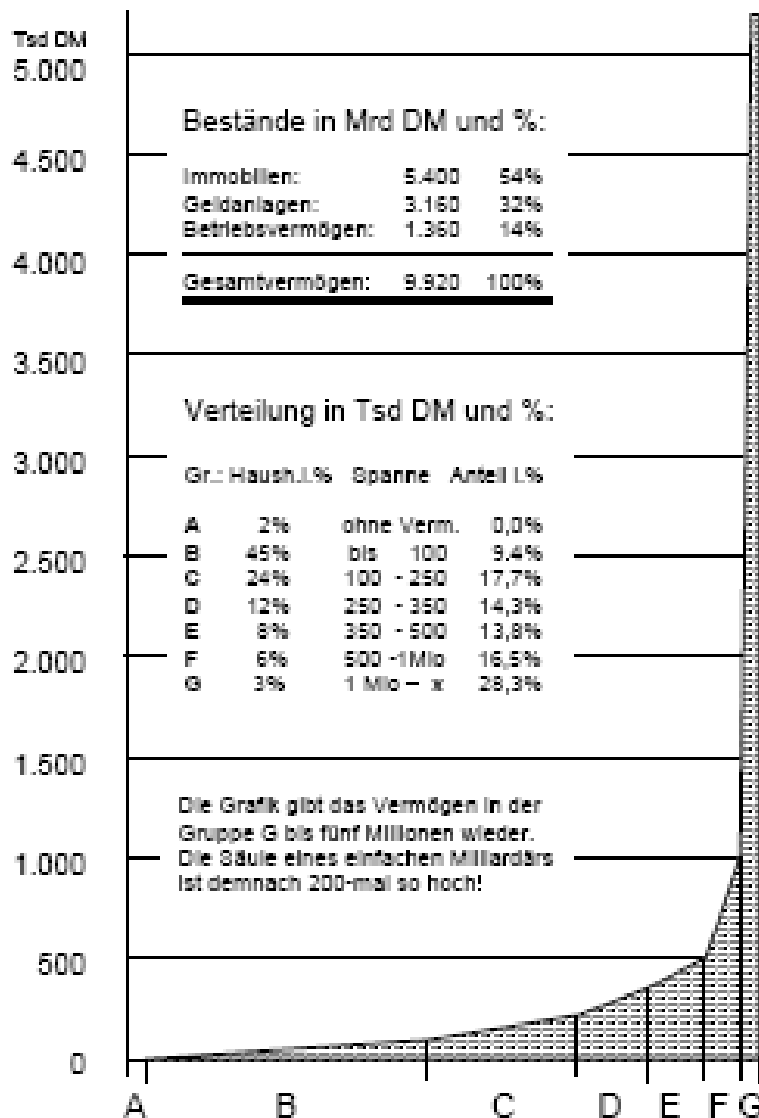 Tsd DM
5.000
4.500
4.000
3.500
3.000
2.500
2.000
1.500
1.000
500
0
Bestände in Mrd DM und %:
Immobilien: 5.400 54%
Geldanlagen: 3.160 32%
Betriebsvermögen: 1.360 14%
Gesamtvermögen: 9.920 100%
Verteilung in Tsd DM und %:
Gr.: Haush.i.% Spanne Anteil i.%
A 2% ohne Verm. 0,0%
B 45% bis 100 9.4%
C 24% 100 - 250 17,7%
D 12% 250 - 350 14,3%
E 8% 350 - 500 13,8%
F 6% 500 -1Mio 16,5%
G 3% 1 Mio – x 28,3%
Die Grafik gibt das Vermögen in der
Gruppe G bis fünf Millionen wieder.
Die Säule eines einfachen Milliardärs
ist demnach 200-mal so hoch!
A B C D E F G